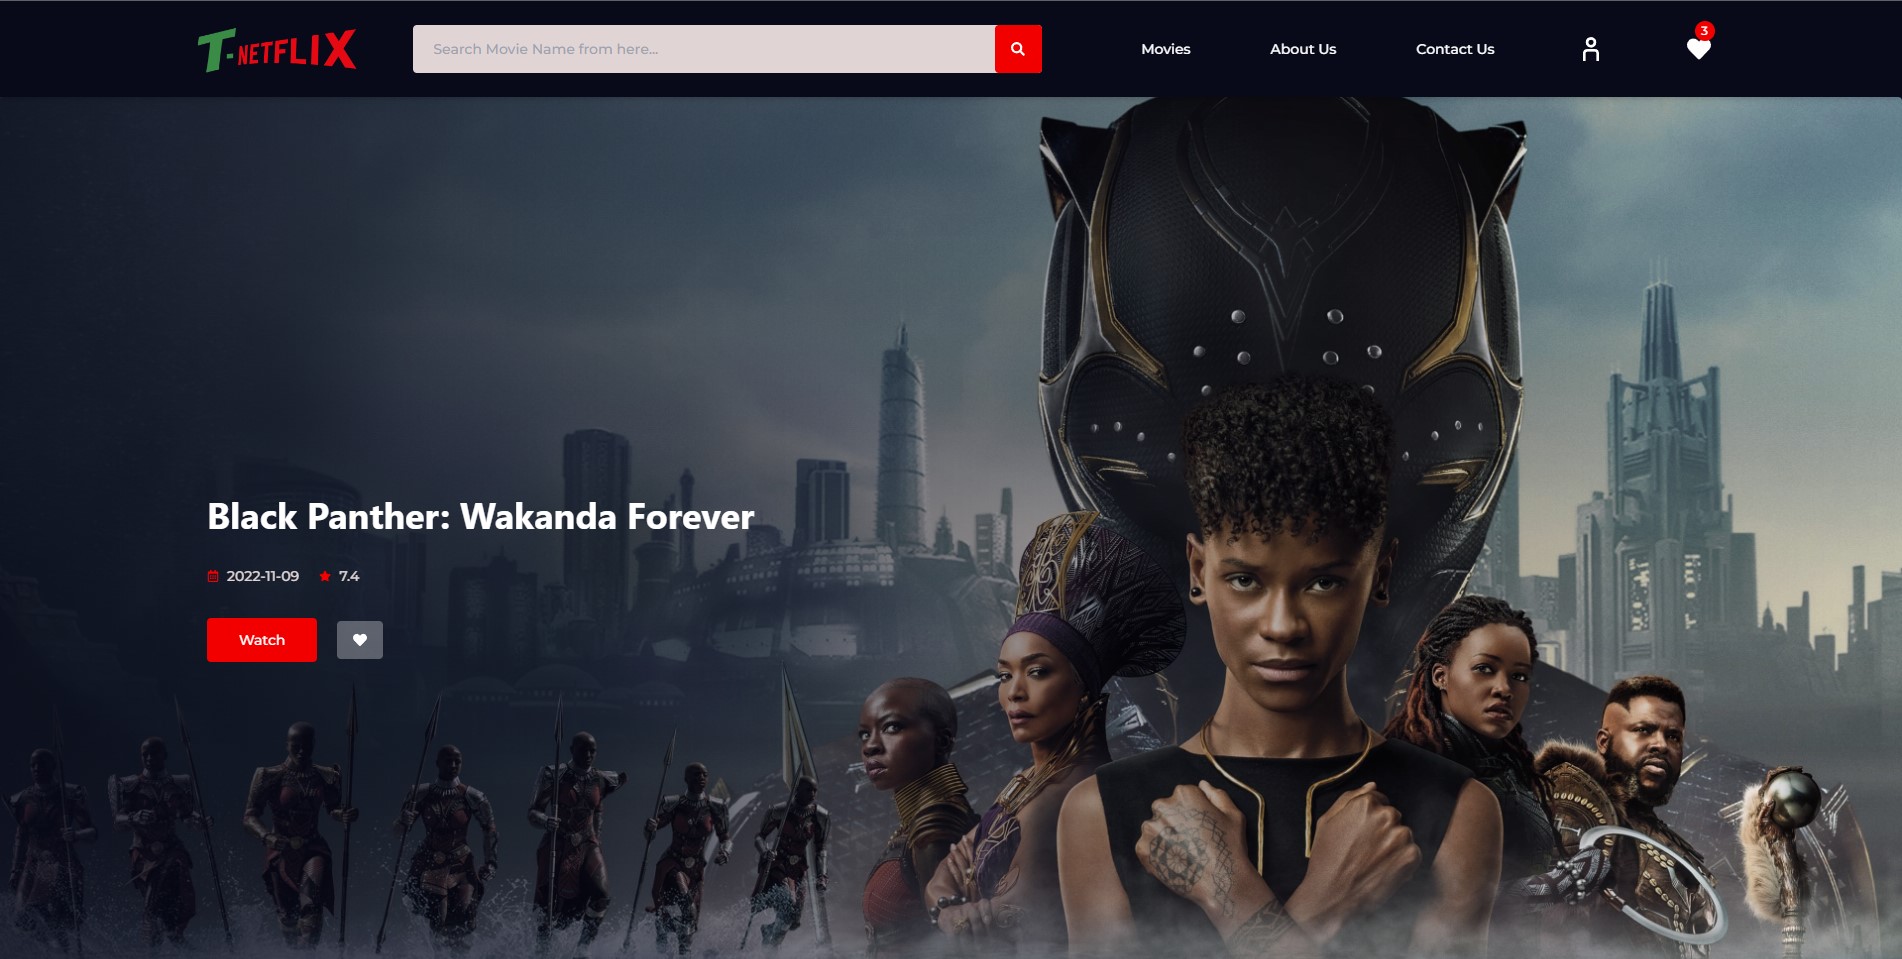 T-NETFLIX
Search Movie Name from here...
Movies
About Us
Contact Us
3
Black Panther: Wakanda Forever
2022-11-09
7.4
Watch